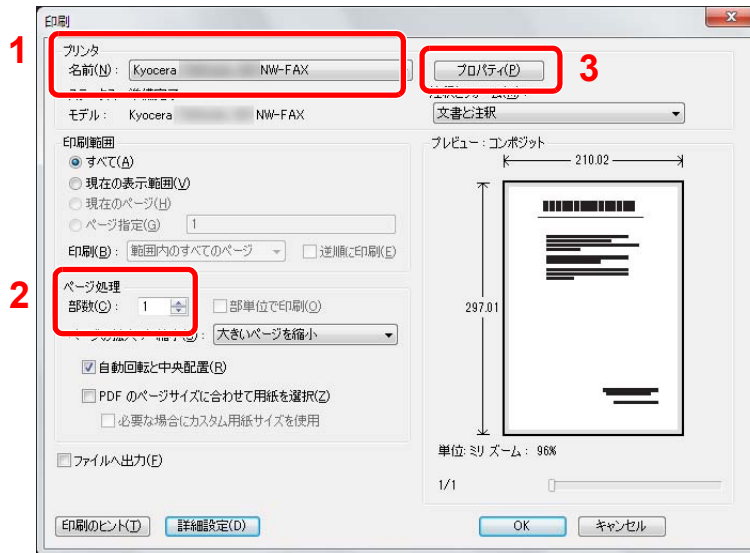 印刷
1
プリンタ
名前(N): Kyocera NW-FAX
プロパティ(P)
3
モデル: Kyocera NW-FAX
文書と注釈
印刷範囲
すべて(A)
現在の表示範囲(V)
現在のページ(H)
ページ指定(G) 1
印刷(B): 範囲内のすべてのページ
逆順に印刷(E)
プレビュー: コンポジット
210.02
297.01
2
ページ処理
部数(C): 1
部単位で印刷(O)
大きいページを縮小
自動回転と中央配置(R)
PDF のページサイズに合わせて用紙を選択(Z)
必要な場合にカスタム用紙サイズを使用
ファイルへ出力(F)
単位: ミリ ズーム: 96%
1/1
印刷のヒント(T)
詳細設定(D)
OK
キャンセル